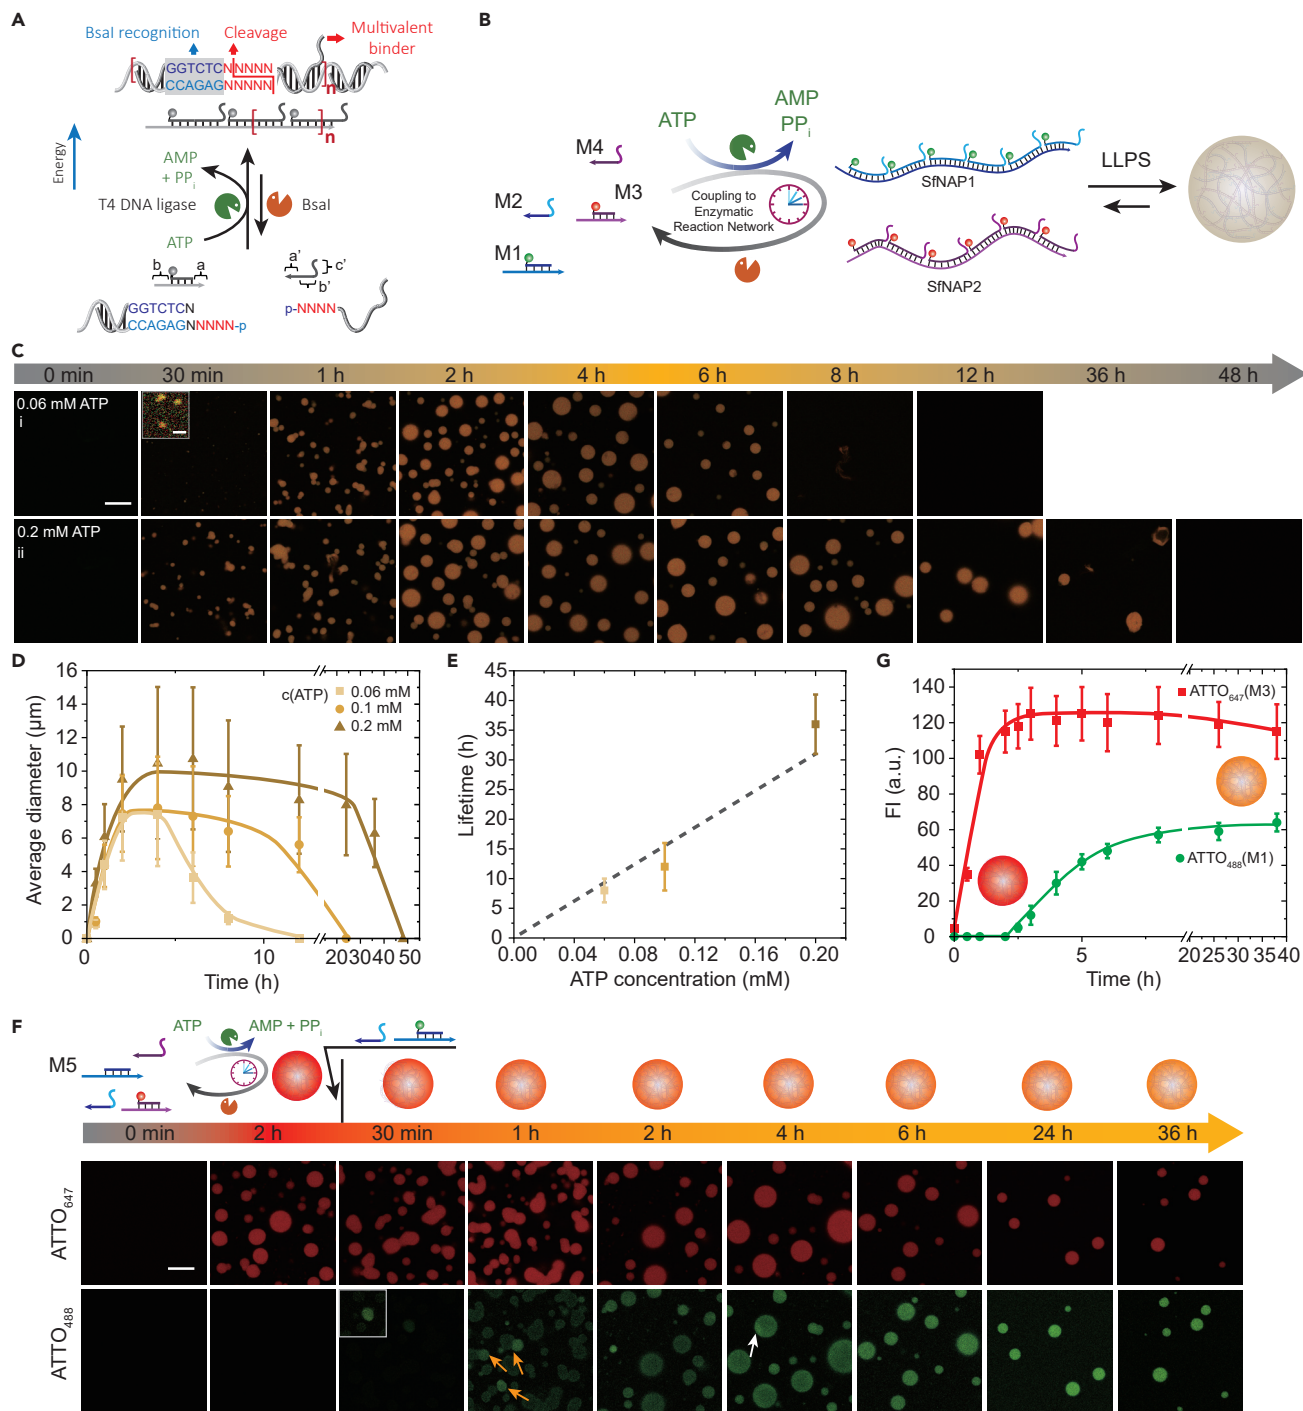 A
BsaI recognition
Cleavage
Multivalent
binder
GGTCTCNNNNN
CCAGAGNNNNN
n
n
Energy
AMP
+ PPi
T4 DNA ligase
BsaI
ATP
b
a
a'
c'
b'
GGTCTCN
CCAGAGNNNNN-p
p-NNNN
B
ATP
AMP
PPi
M4
M3
M2
M1
Coupling to
Enzymatic
Reaction Network
SfNAP1
SfNAP2
LLPS
C
0 min 30 min 1 h 2 h 4 h 6 h 8 h 12 h 36 h 48 h
0.06 mM ATP
i
0.2 mM ATP
ii
D
Average diameter (µm)
16
14
12
10
8
6
4
2
0
c(ATP)
0.06 mM
0.1 mM
0.2 mM
0 10 20 30 40 50
Time (h)
E
Lifetime (h)
45
40
35
30
25
20
15
10
5
0
0.00 0.04 0.08 0.12 0.16 0.20
ATP concentration (mM)
G
FI (a.u.)
140
120
100
80
60
40
20
0
ATTO647(M3)
ATTO488(M1)
0 5 20 25 30 35 40
Time (h)
F
ATP
AMP + PPi
M5
0 min 2 h 30 min 1 h 2 h 4 h 6 h 24 h 36 h
ATTO647
ATTO488